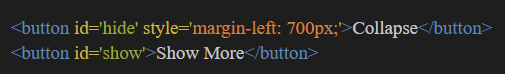 <button id='hide' style='margin-left: 700px;'>Collapse</button>
<button id='show'>Show More</button>